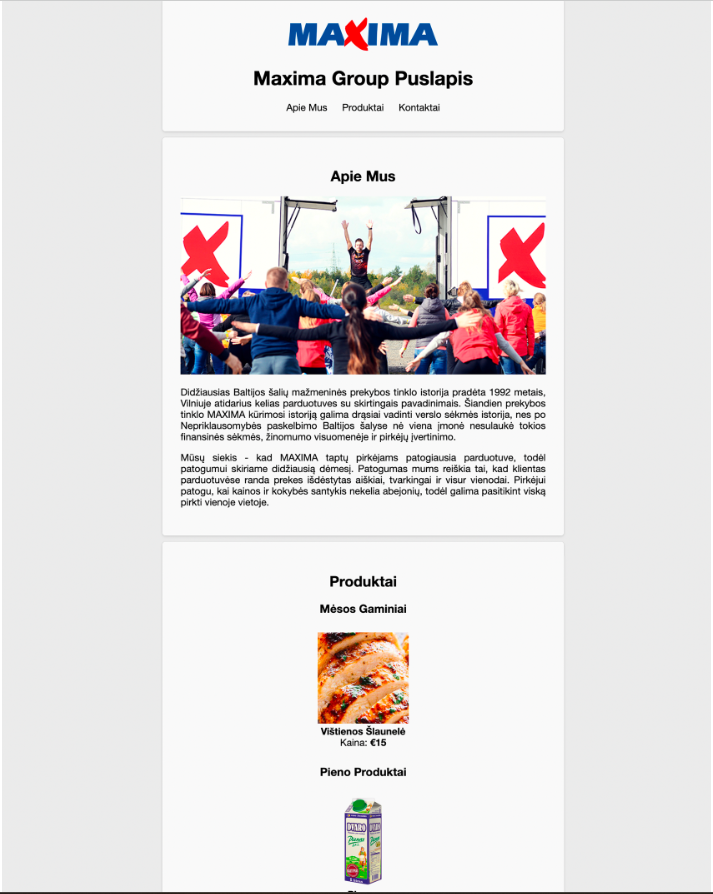 MAXIMA
Maxima Group Puslapis
Apie Mus Produktai Kontaktai
Apie Mus
Didžiausias Baltijos šalių mažmeninės prekybos tinklo istorija pradėta 1992 metais,
Vilniuje atidarius kelias parduotuves su skirtingais pavadinimais. Šiandien prekybos
tinklo MAXIMA kūrimosi istoriją galima drąsiai vadinti verslo sėkmės istorija, nes po
Nepriklausomybės paskelbimo Baltijos šalyse nė viena įmonė nesulaukė tokios
finansinės sėkmės, žinomumo visuomenėje ir pirkėjų įvertinimo.
Mūsų siekis - kad MAXIMA taptų pirkėjams patogiausia parduotuve, todėl
patogumui skiriame didžiausią dėmesį. Patogumas mums reiškia tai, kad klientas
parduotuvėse randa prekes išdėstytas aiškiai, tvarkingai ir visur vienodai. Pirkėjui
patogu, kai kainos ir kokybės santykis nekelia abejonių, todėl galima pasitikint viską
pirkti vienoje vietoje.
Produktai
Mėsos Gaminiai
Vištienos Šlaunelė
Kaina: €15
Pieno Produktai
DVARO